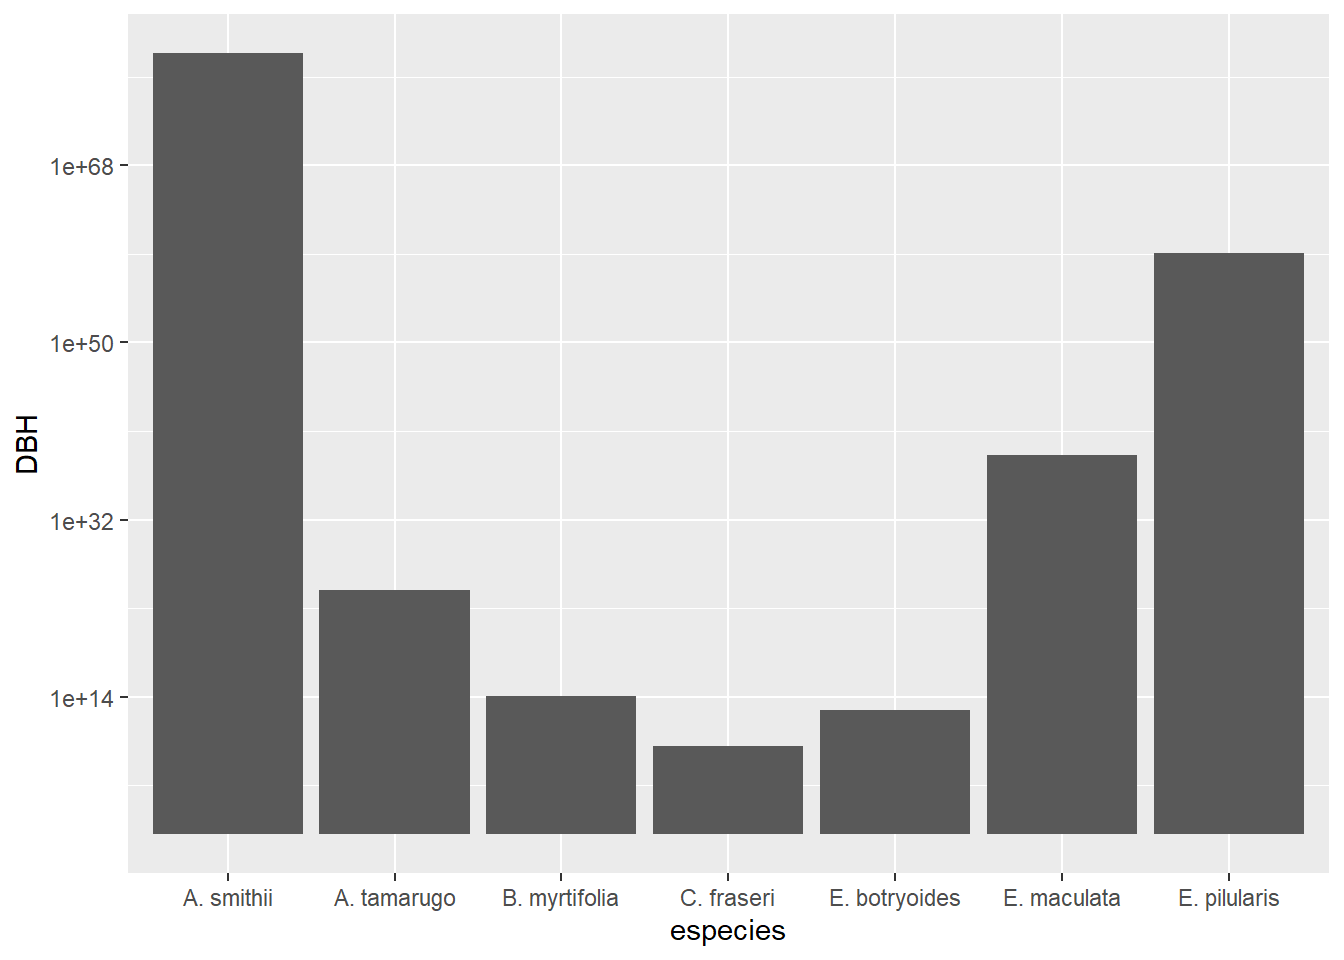 DBH
1e+68
1e+50
1e+32
1e+14
A. smithii
A. tamarugo
B. myrtifolia
C. fraseri
E. botryoides
E. maculata
E. pilularis
especies